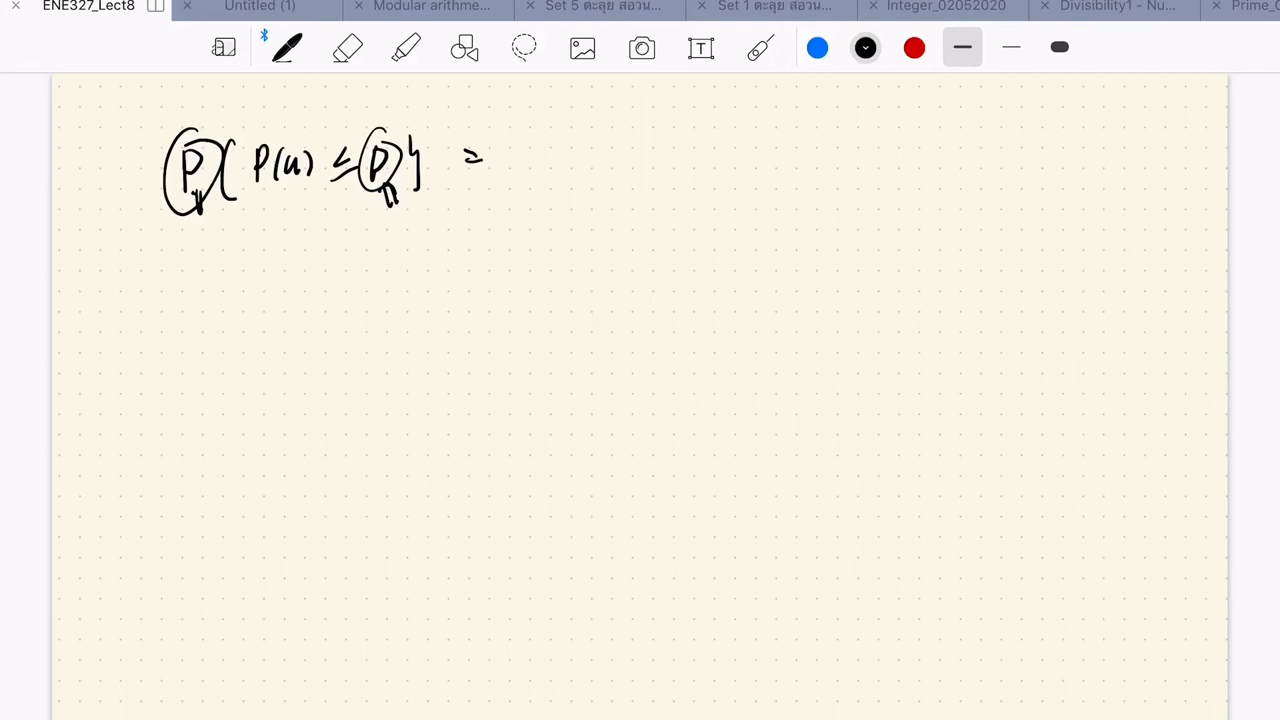 ENE327_Lect8 Untitled (1) Modular arithme... Set 5 ตะลุย สอวน... Set 1 ตะลุย สอวน... Integer_02052020 Divisibility1 - Nu... Prime_0
T
P { P(u) ≤ P } =